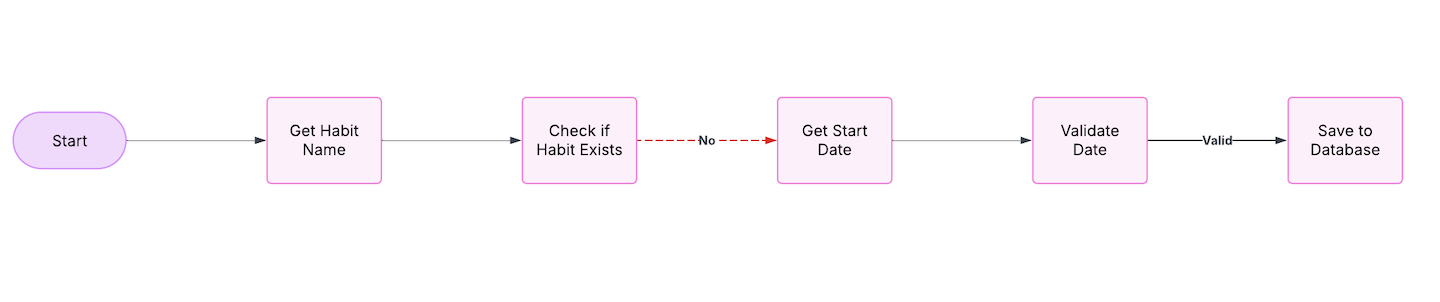 Start
Get Habit
Name
Check if
Habit Exists
No
Get Start
Date
Validate
Date
Valid
Save to
Database